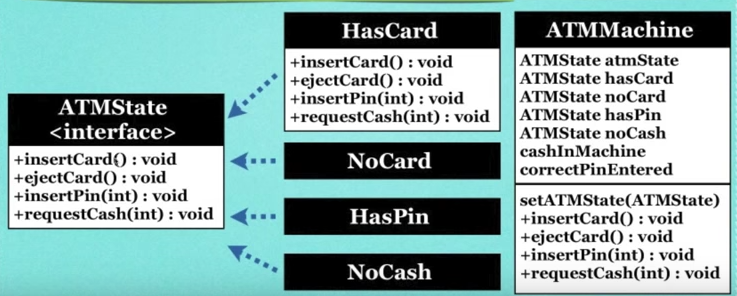 ATMState
<interface>
+insertCard() : void
+ejectCard() : void
+insertPin(int) : void
+requestCash(int) : void
HasCard
+insertCard() : void
+ejectCard() : void
+insertPin(int) : void
+requestCash(int) : void
NoCard
HasPin
NoCash
ATMMachine
ATMState atmState
ATMState hasCard
ATMState noCard
ATMState hasPin
ATMState noCash
cashInMachine
correctPinEntered
setATMState(ATMState)
+insertCard() : void
+ejectCard() : void
+insertPin(int) : void
+requestCash(int) : void